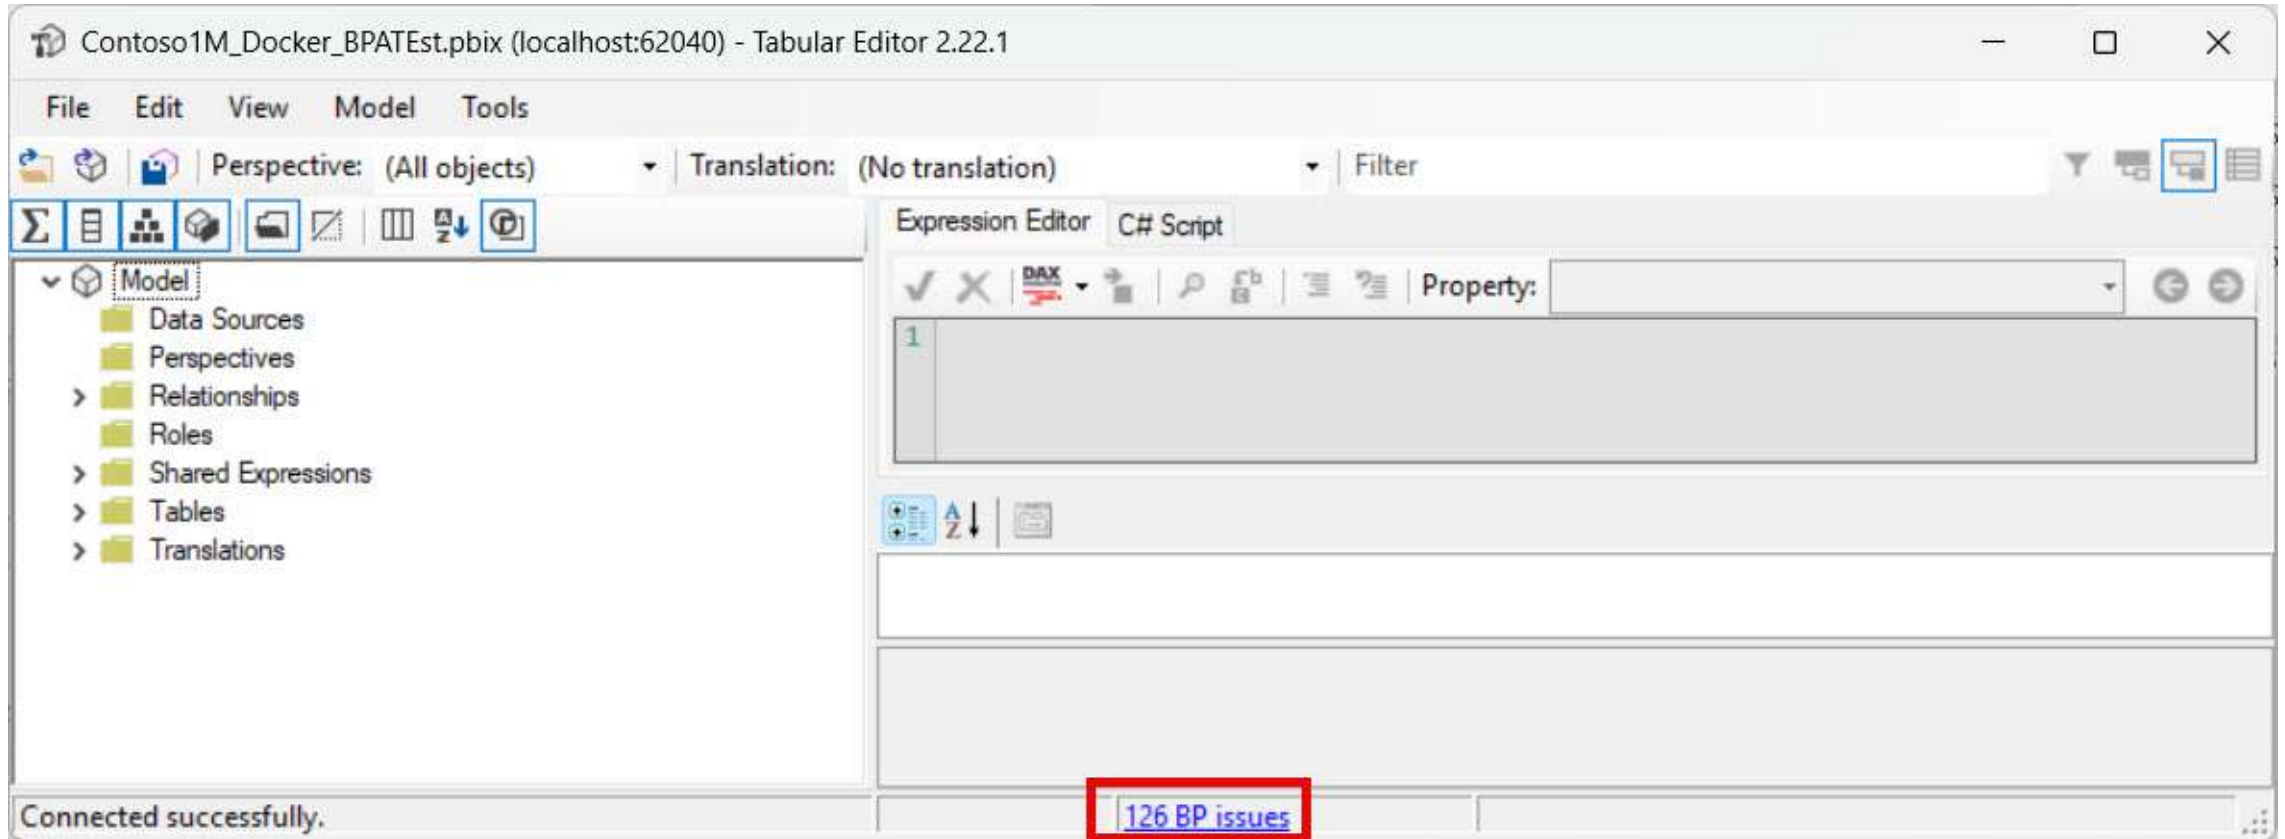 Contoso1M_Docker_BPATEst.pbix (localhost:62040) - Tabular Editor 2.22.1
File Edit View Model Tools
Perspective: (All objects) Translation: (No translation) Filter
Expression Editor C# Script
Model
DAX Property:
Data Sources
1
Perspectives
Relationships
Roles
Shared Expressions
Tables
Translations
Connected successfully. 126 BP issues